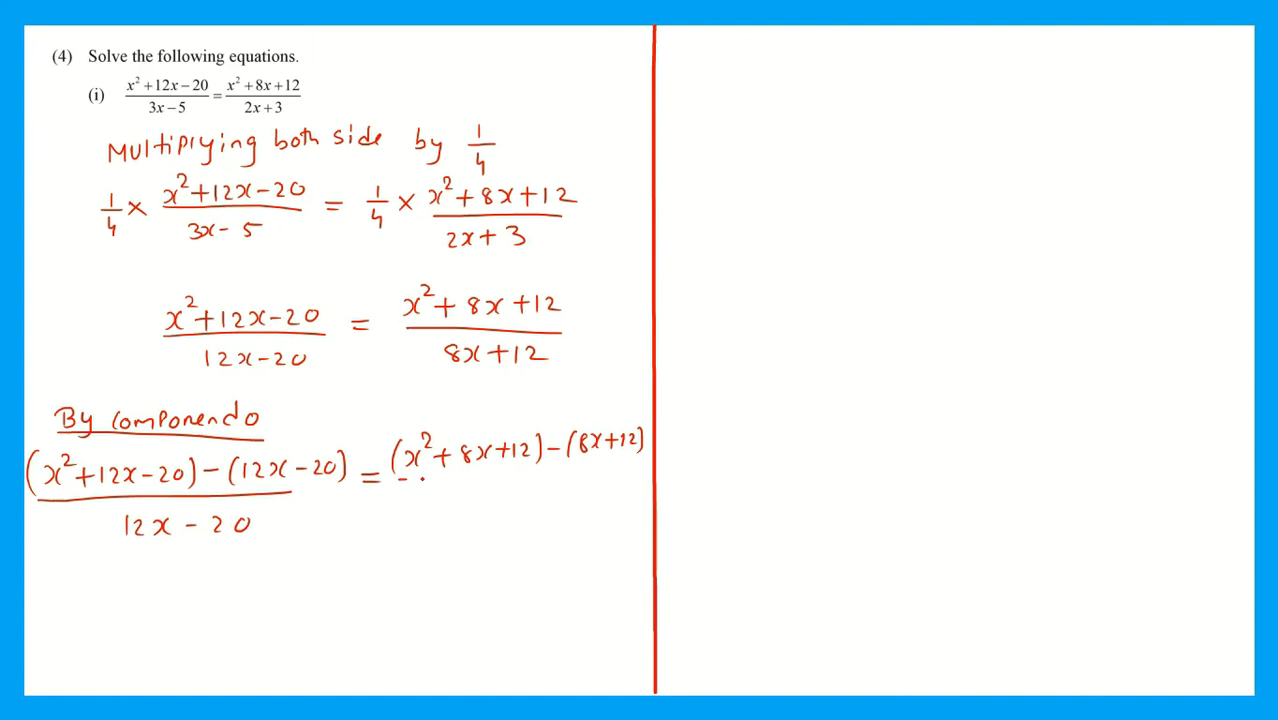 (4) Solve the following equations.
(i) (x²+12x−20)/(3x−5) = (x²+8x+12)/(2x+3)
Multiplying both side by 1/4
1/4 × (x²+12x−20)/(3x−5) = 1/4 × (x²+8x+12)/(2x+3)
(x²+12x−20)/(12x−20) = (x²+8x+12)/(8x+12)
By componendo
((x²+12x−20)−(12x−20))/(12x−20) = (x²+8x+12)−(8x+12)